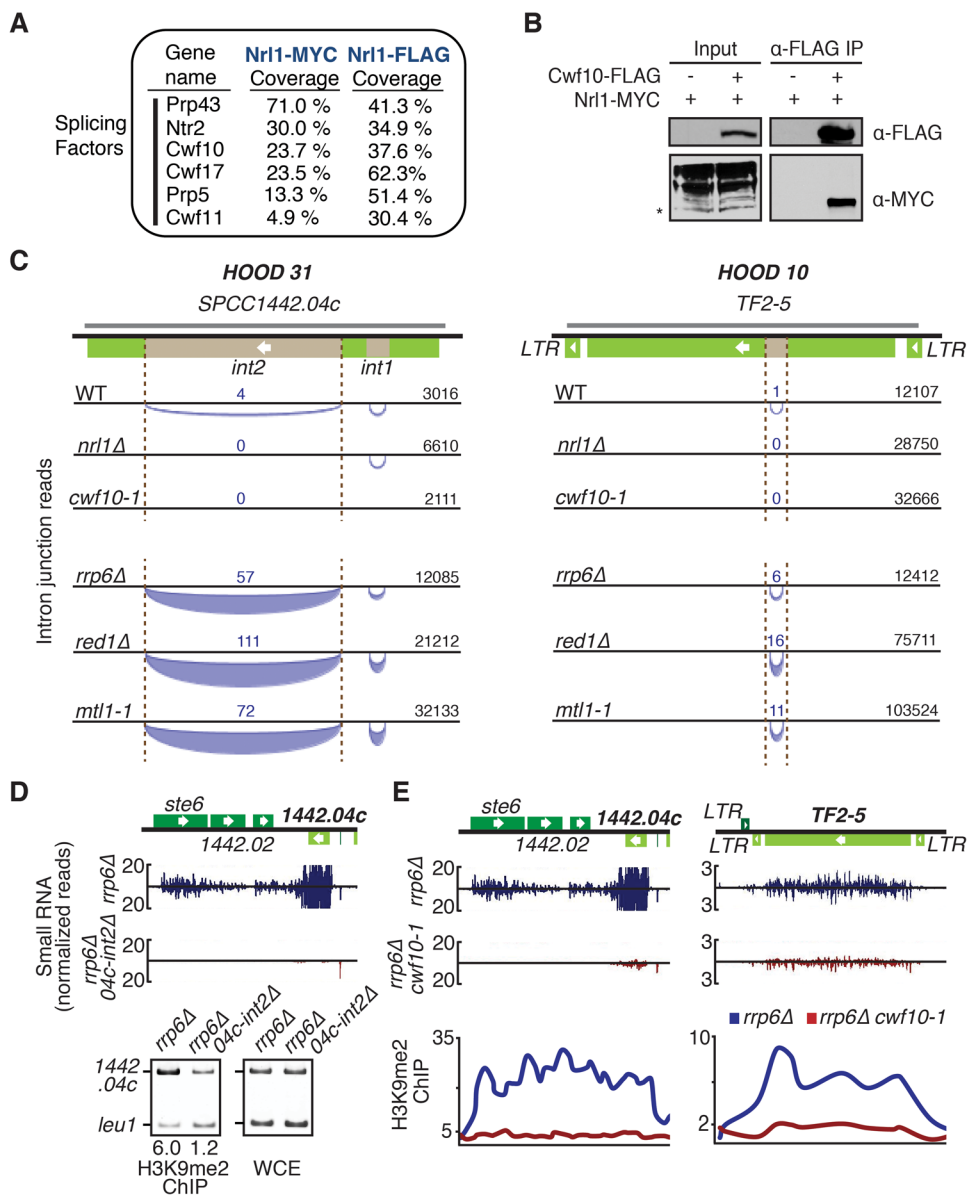 A
Gene name Nrl1-MYC Coverage Nrl1-FLAG Coverage
Splicing Factors
Prp43 71.0 % 41.3 %
Ntr2 30.0 % 34.9 %
Cwf10 23.7 % 37.6 %
Cwf17 23.5 % 62.3%
Prp5 13.3 % 51.4 %
Cwf11 4.9 % 30.4 %
B
Input α-FLAG IP
Cwf10-FLAG - + - +
Nrl1-MYC + + + +
α-FLAG
α-MYC
*
C
HOOD 31
SPCC1442.04c
int2 int1
Intron junction reads
WT 4 3016
nrl1Δ 0 6610
cwf10-1 0 2111
rrp6Δ 57 12085
red1Δ 111 21212
mtl1-1 72 32133
HOOD 10
TF2-5
LTR LTR
WT 1 12107
nrl1Δ 0 28750
cwf10-1 0 32666
rrp6Δ 6 12412
red1Δ 16 75711
mtl1-1 11 103524
D
ste6 1442.04c
1442.02
Small RNA (normalized reads)
rrp6Δ
20
20
rrp6Δ 04c-int2Δ
20
20
rrp6Δ
rrp6Δ 04c-int2Δ
rrp6Δ
rrp6Δ 04c-int2Δ
1442 .04c
leu1
6.0 1.2
H3K9me2 ChIP
WCE
E
ste6 1442.04c
1442.02
rrp6Δ
20
20
rrp6Δ cwf10-1
20
20
LTR TF2-5
LTR LTR
3
3
3
3
rrp6Δ rrp6Δ cwf10-1
H3K9me2 ChIP
35
5
10
2